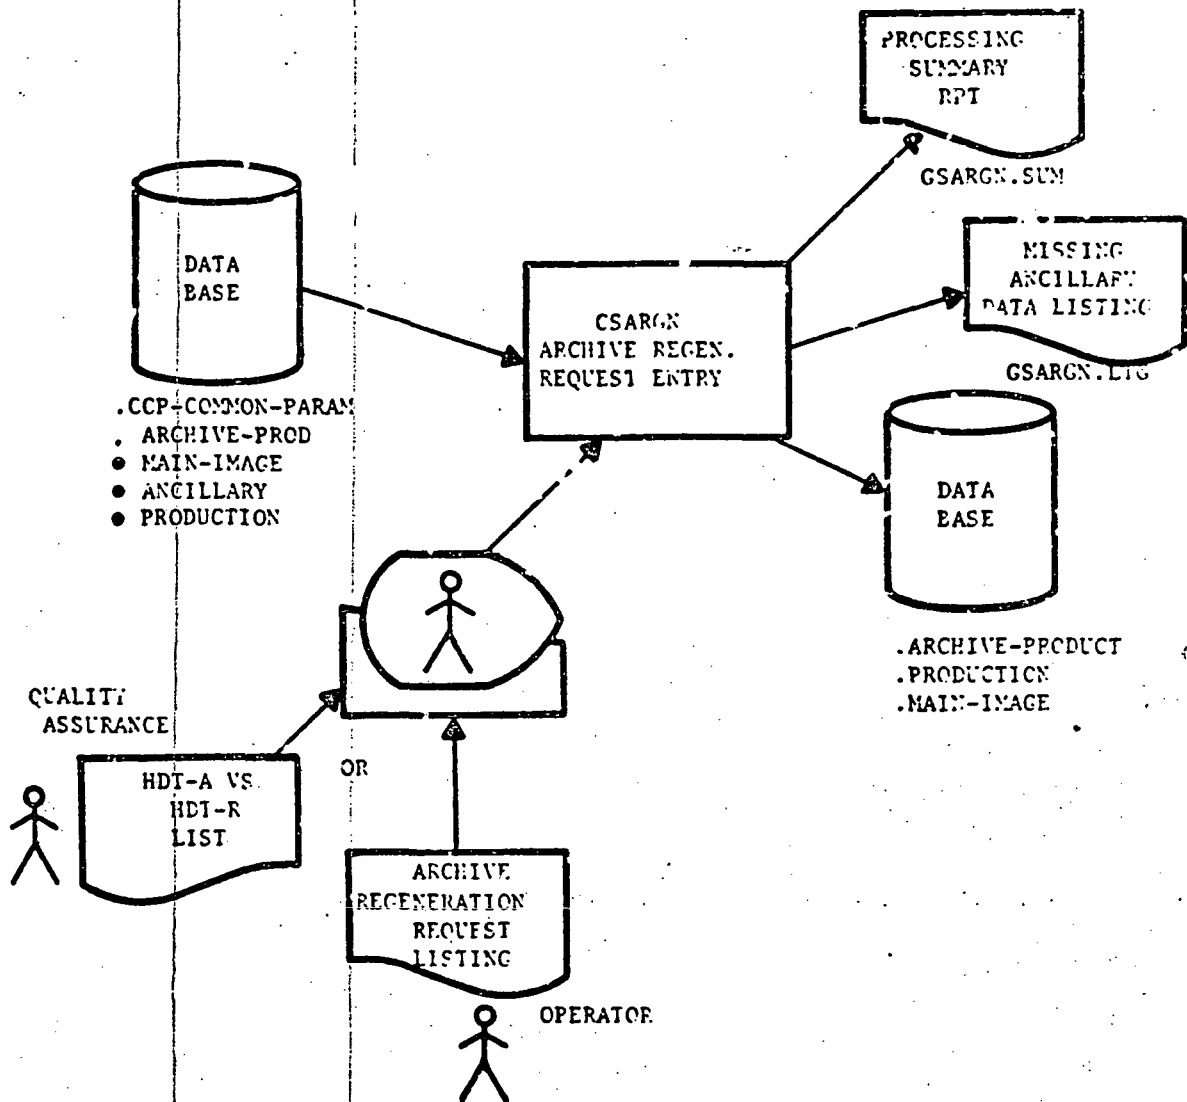 PROCESSING
SUMMARY
RPT
GSARGN.SUM
DATA
BASE
.CCP-COMMON-PARAM
. ARCHIVE-PROD
● MAIN-IMAGE
● ANCILLARY
● PRODUCTION
CSARGN
ARCHIVE REGEN.
REQUEST ENTRY
MISSING
ANCILLARY
DATA LISTING
GSARGN.LTG
DATA
BASE
.ARCHIVE-PRODUCT
.PRODUCTION
.MAIN-IMAGE
QUALITY
ASSURANCE
HDT-A VS
HDT-R
LIST
OR
ARCHIVE
REGENERATION
REQUEST
LISTING
OPERATOR